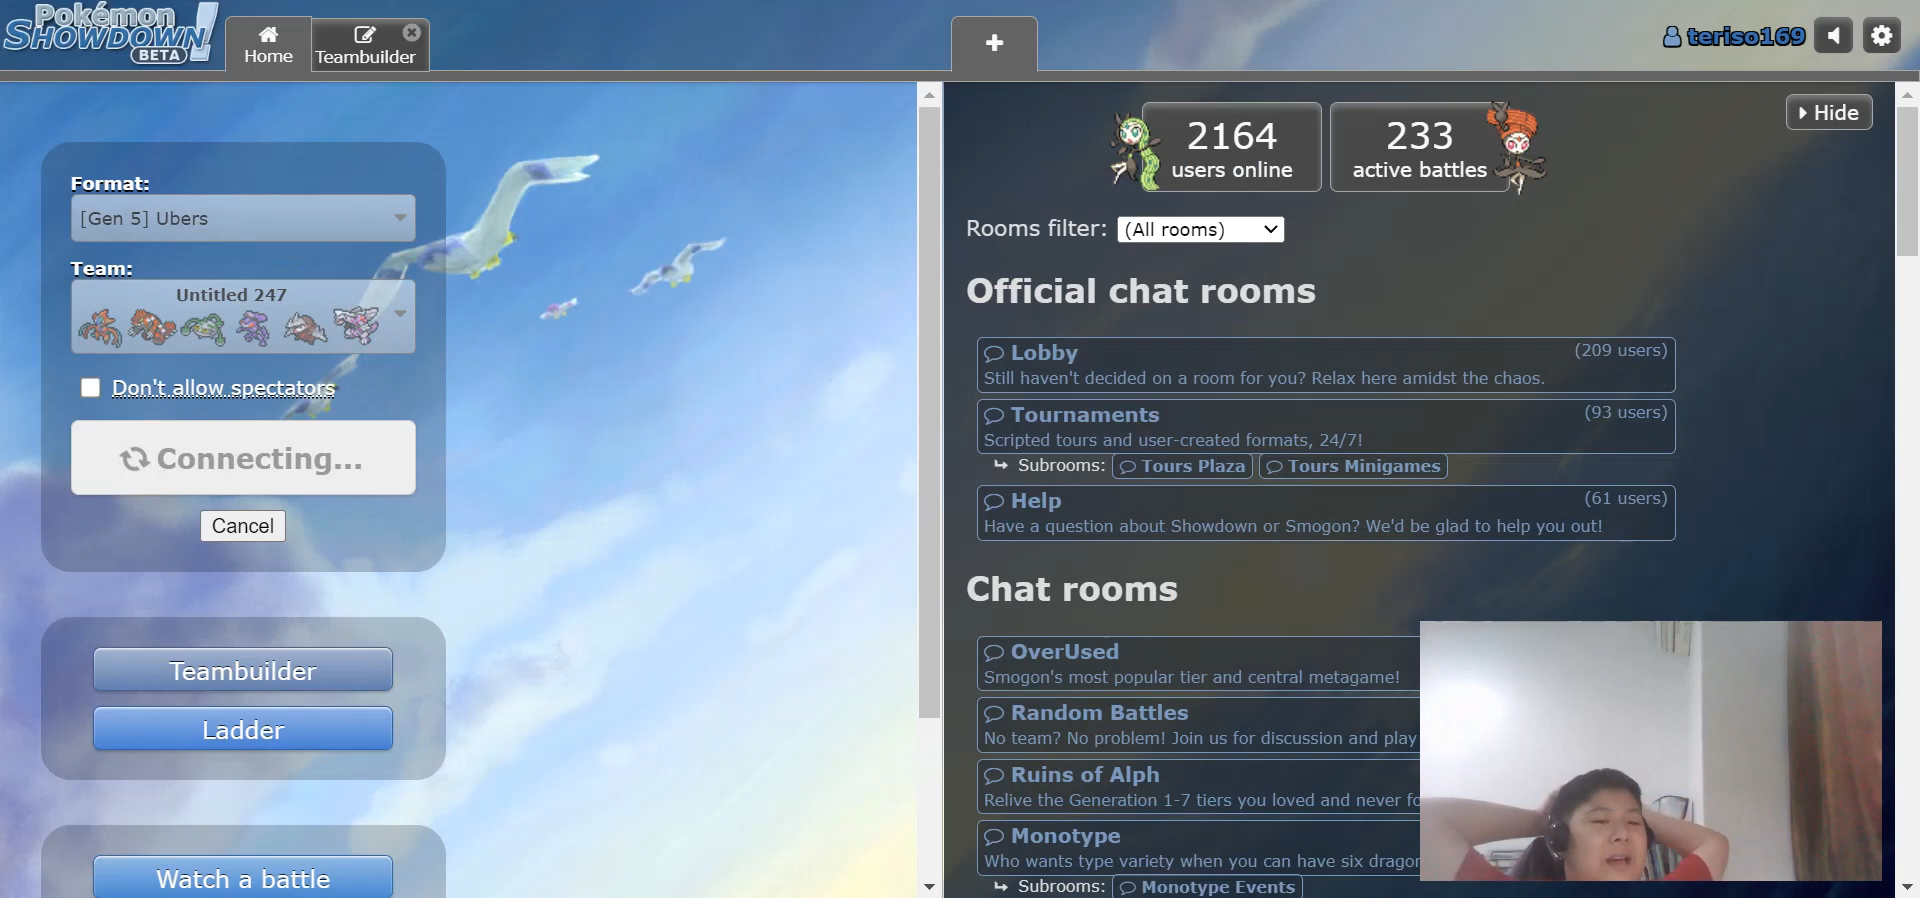 Pokémon
SHOWDOWN!
BETA
Home
Teambuilder
teriso169
Format:
[Gen 5] Ubers
Team:
Untitled 247
Don't allow spectators
Connecting...
Cancel
Teambuilder
Ladder
Watch a battle
2164
users online
233
active battles
Hide
Rooms filter: (All rooms)
Official chat rooms
Lobby (209 users)
Still haven't decided on a room for you? Relax here amidst the chaos.
Tournaments (93 users)
Scripted tours and user-created formats, 24/7!
Subrooms: Tours Plaza Tours Minigames
Help (61 users)
Have a question about Showdown or Smogon? We'd be glad to help you out!
Chat rooms
OverUsed
Smogon's most popular tier and central metagame!
Random Battles
No team? No problem! Join us for discussion and play
Ruins of Alph
Relive the Generation 1-7 tiers you loved and never fo
Monotype
Who wants type variety when you can have six drago
Subrooms: Monotype Events